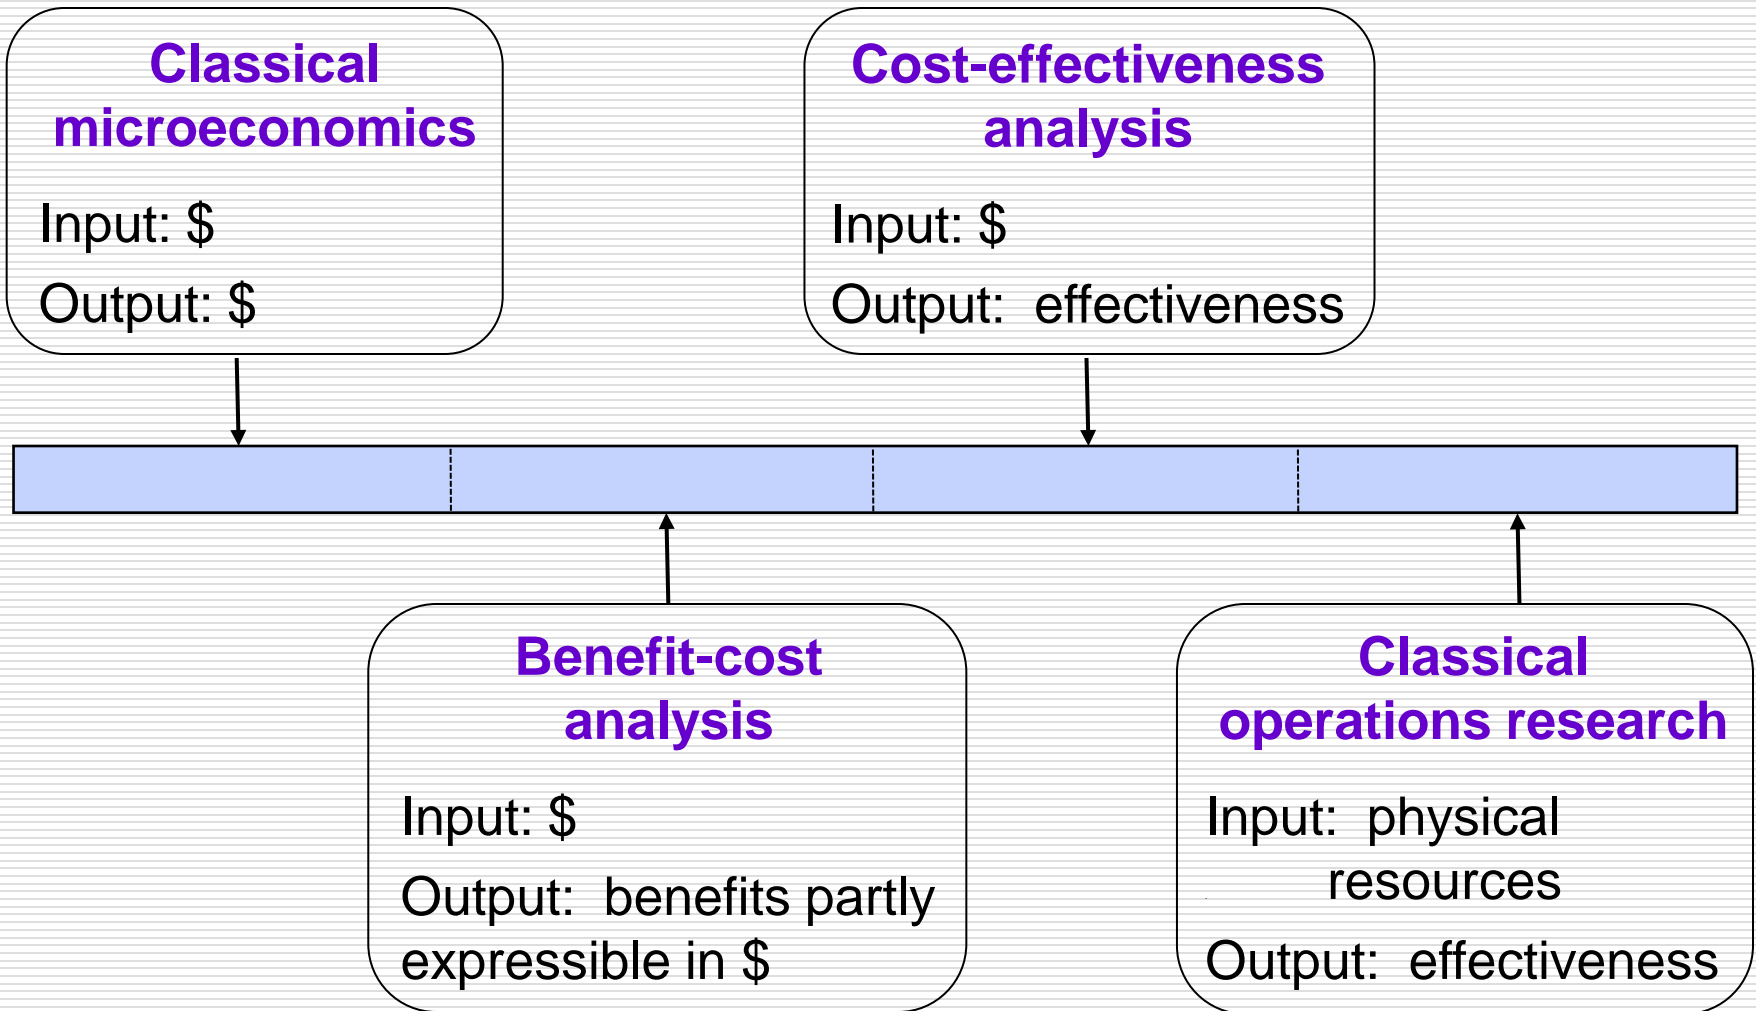 Classical
microeconomics
Input: $
Output: $
Cost-effectiveness
analysis
Input: $
Output: effectiveness
Benefit-cost
analysis
Input: $
Output: benefits partly
expressible in $
Classical
operations research
Input: physical
resources
Output: effectiveness